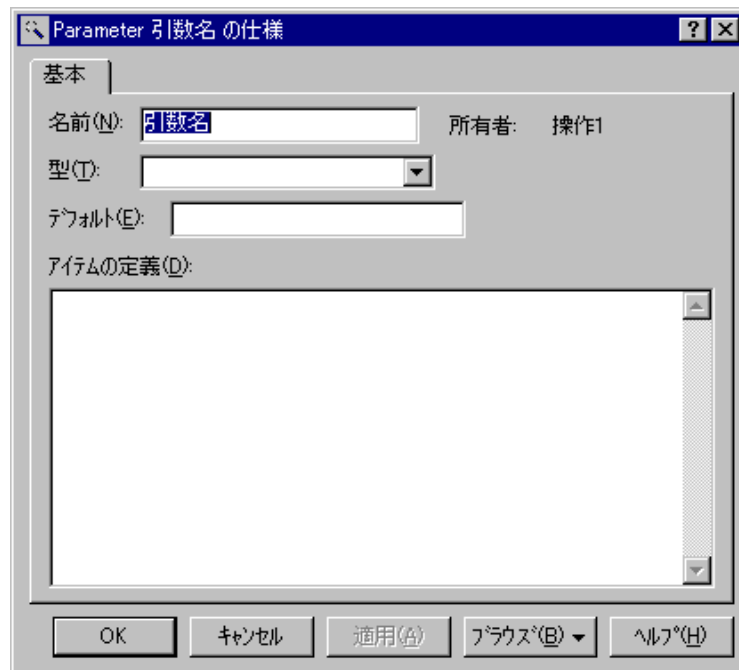 Parameter 引数名 の仕様
基本
名前(N): 引数名 所有者: 操作1
型(T):
ﾃﾞﾌｫﾙﾄ(E):
ｱｲﾃﾑの定義(D):
OK ｷｬﾝｾﾙ 適用(A) ﾌﾞﾗｳｽﾞ(B) ﾍﾙﾌﾟ(H)